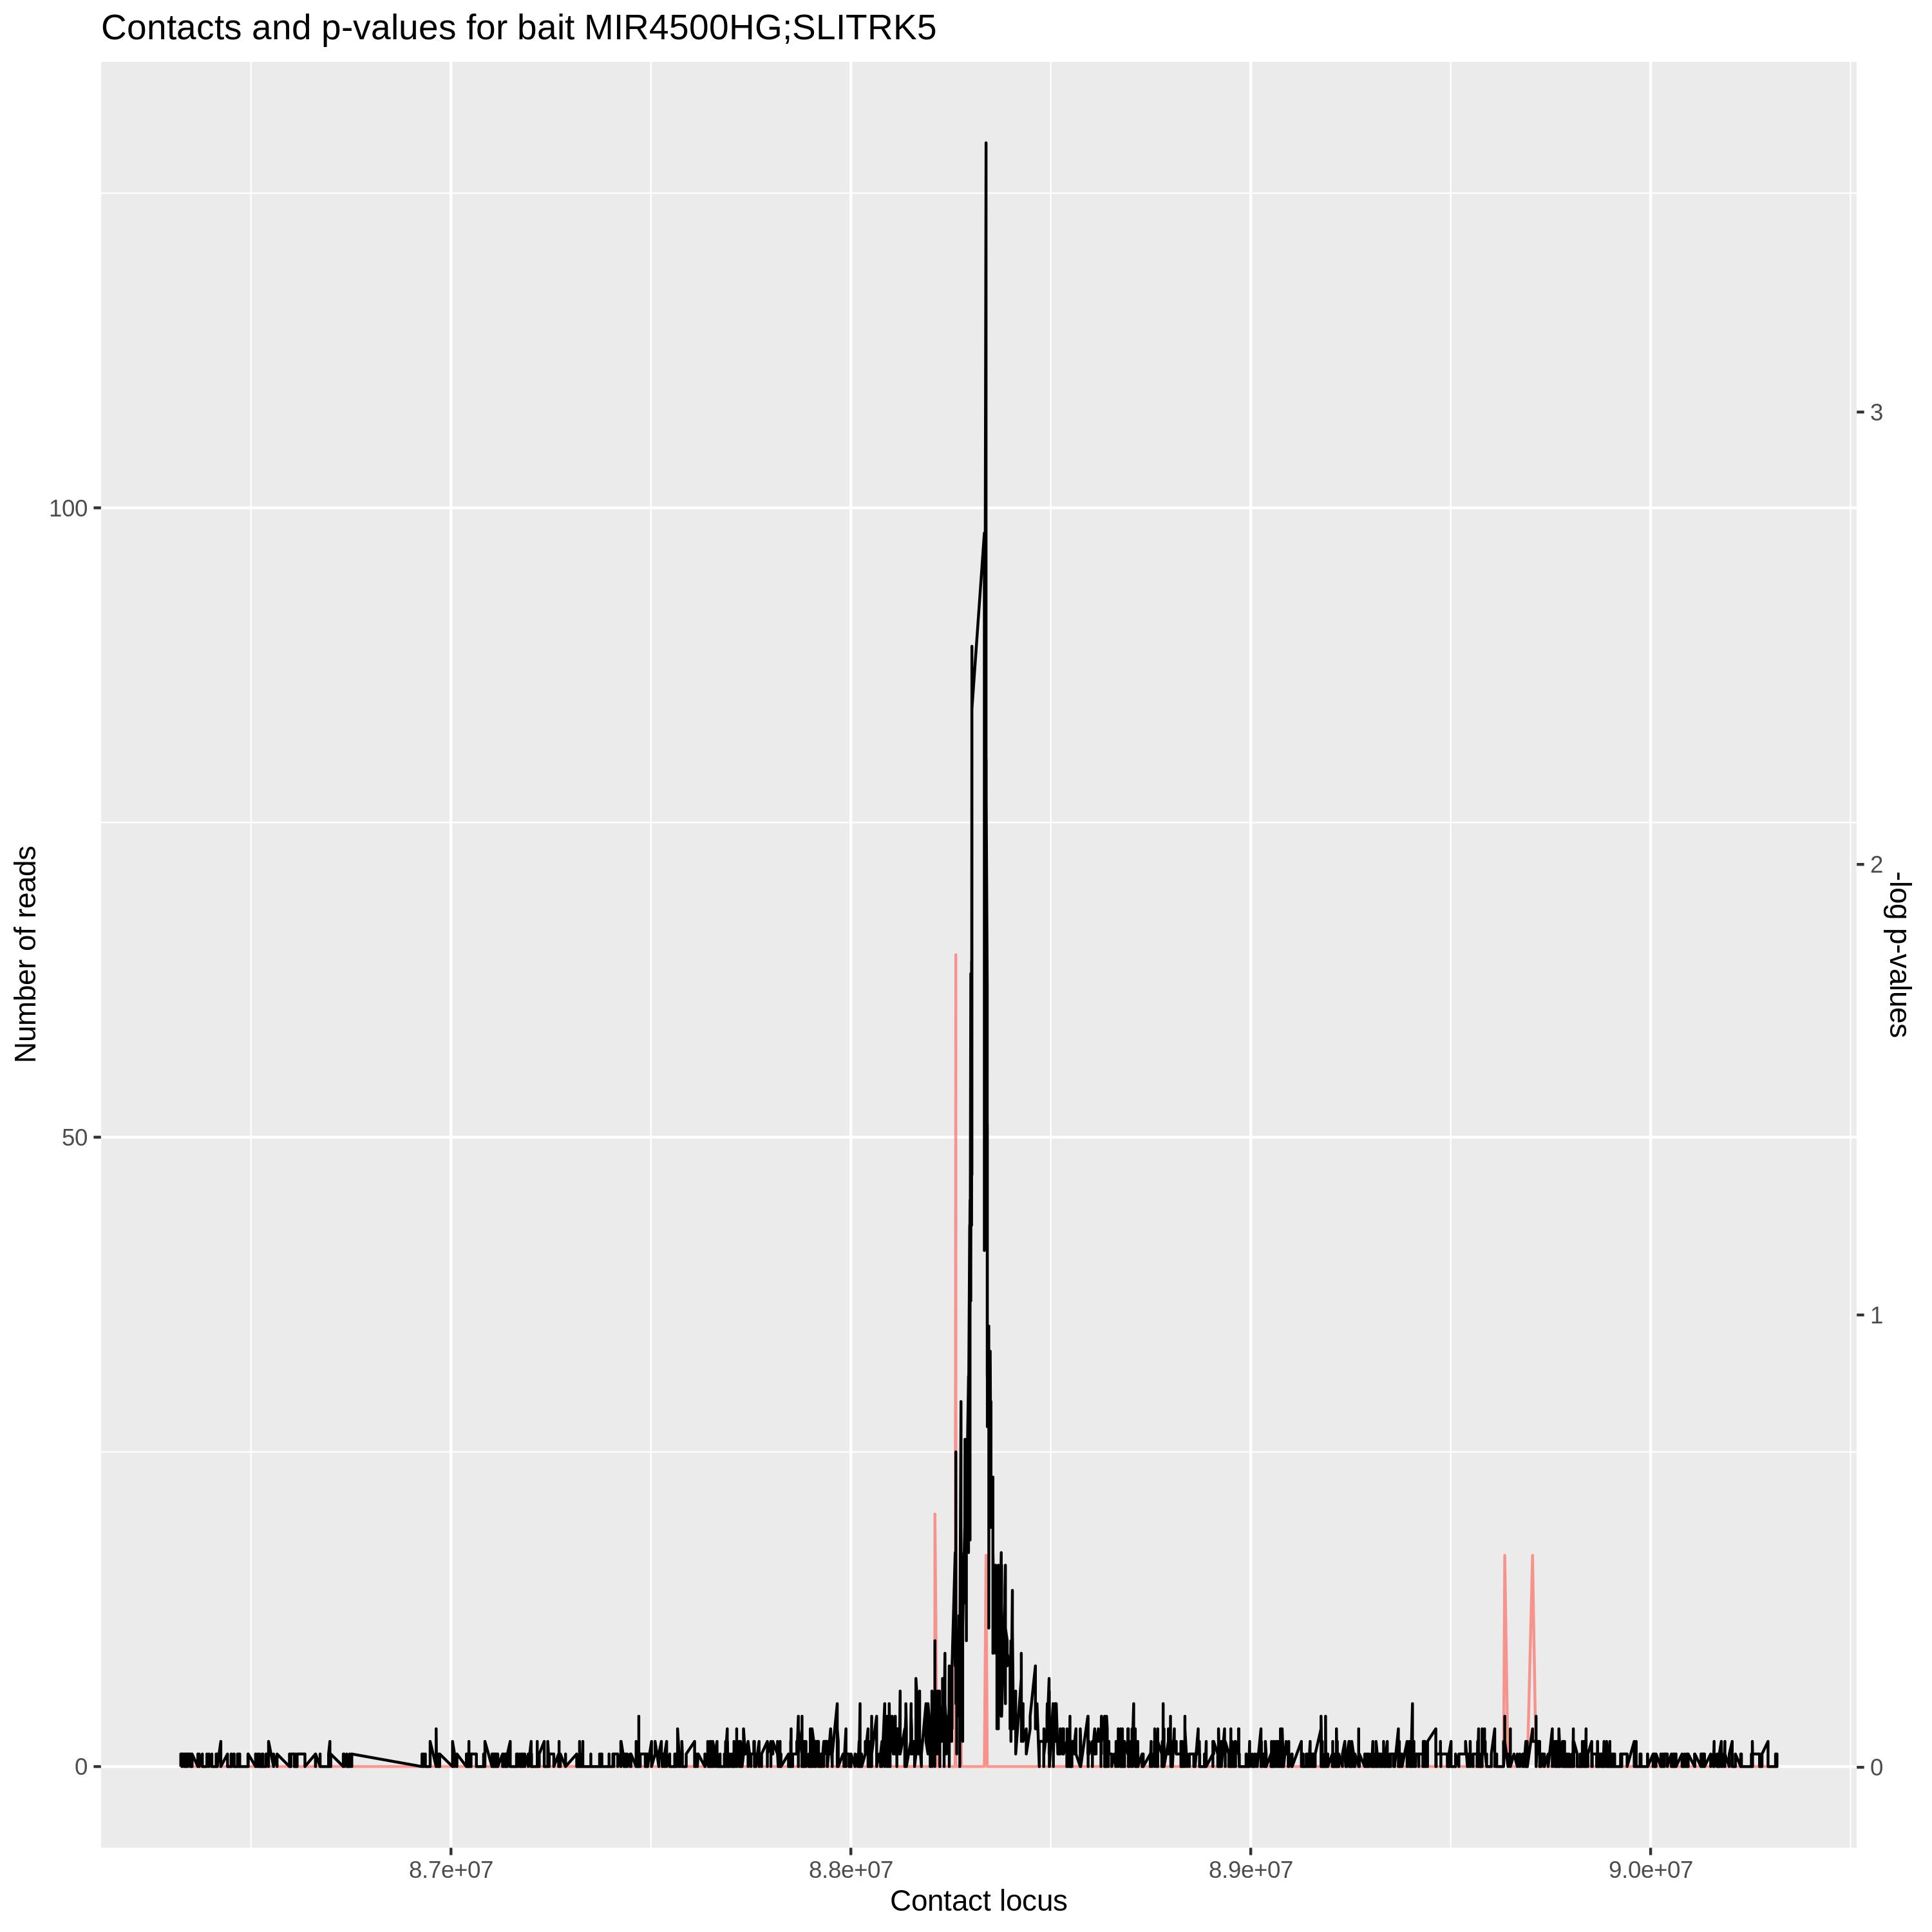 Contacts and p-values for bait MIR4500HG;SLITRK5
Number of reads
100
50
0
3
2
1
0
-log p-values
8.7e+07
8.8e+07
8.9e+07
9.0e+07
Contact locus